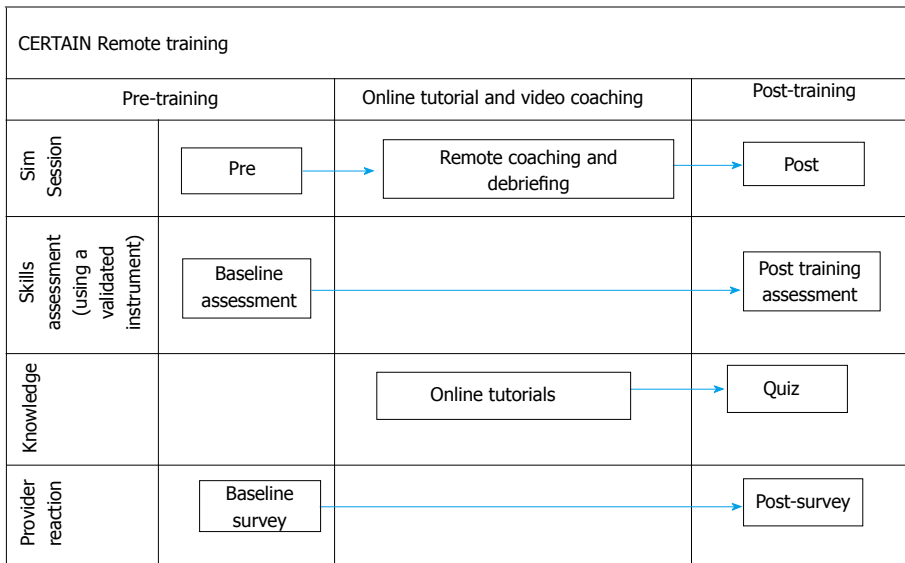 CERTAIN Remote training
Pre-training
Online tutorial and video coaching
Post-training
Sim
Session
Pre
Remote coaching and
debriefing
Post
Skills
assessment
(using a
validated
instrument)
Baseline
assessment
Post training
assessment
Knowledge
Online tutorials
Quiz
Provider
reaction
Baseline
survey
Post-survey